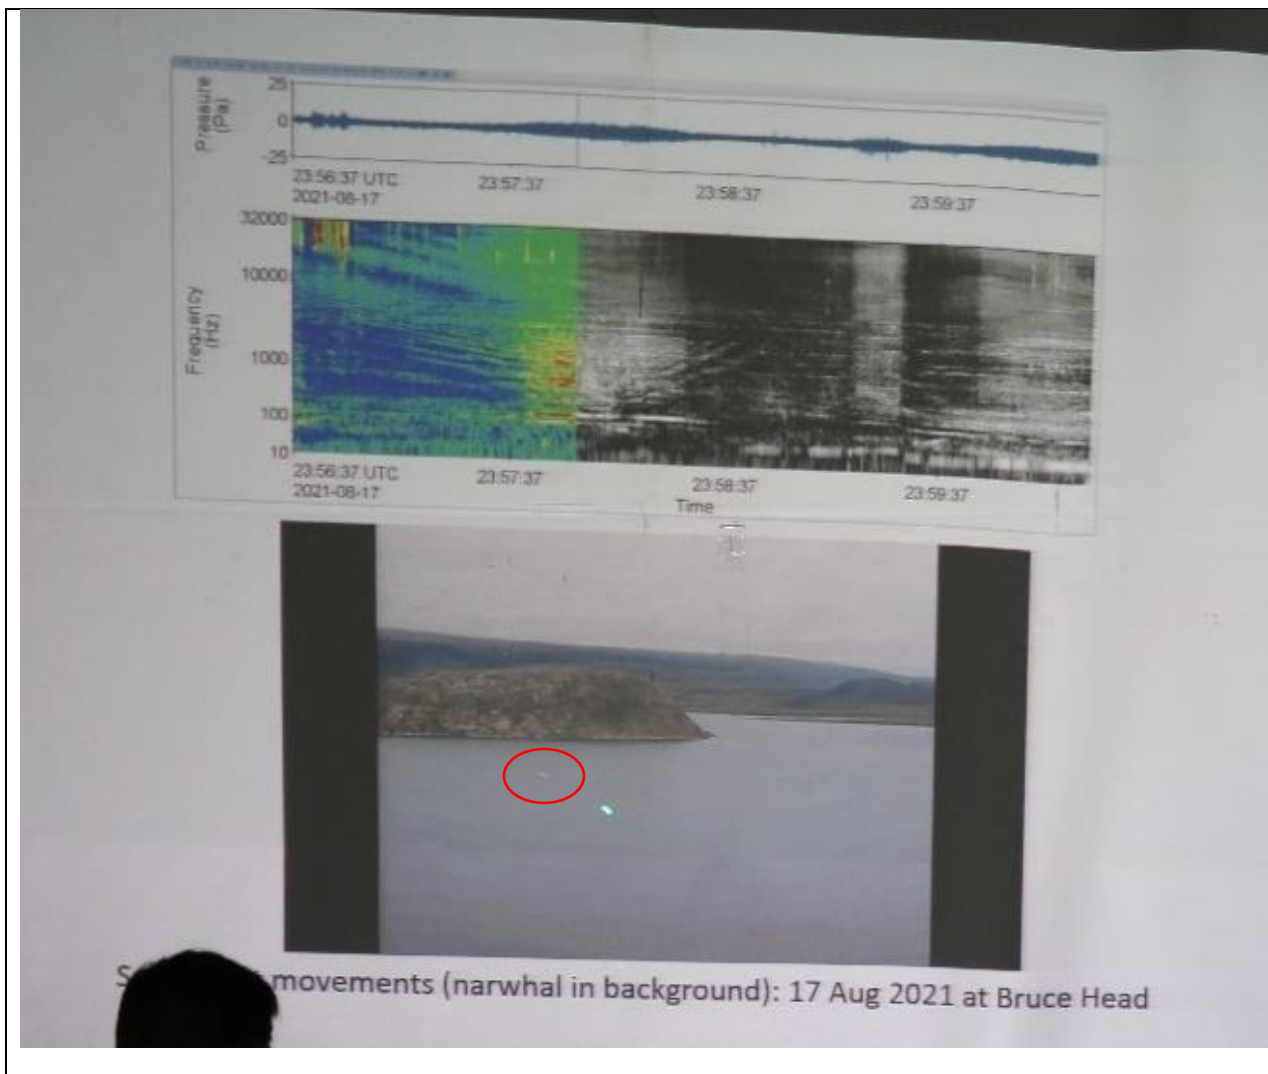 Pressure
(Pa)
25
0
-25
23:56:37 UTC
2021-08-17
23:57:37
23:58:37
23:59:37
Frequency
(Hz)
32000
10000
1000
100
10
23:56:37 UTC
2021-08-17
23:57:37
23:58:37
23:59:37
Time
movements (narwhal in background): 17 Aug 2021 at Bruce Head